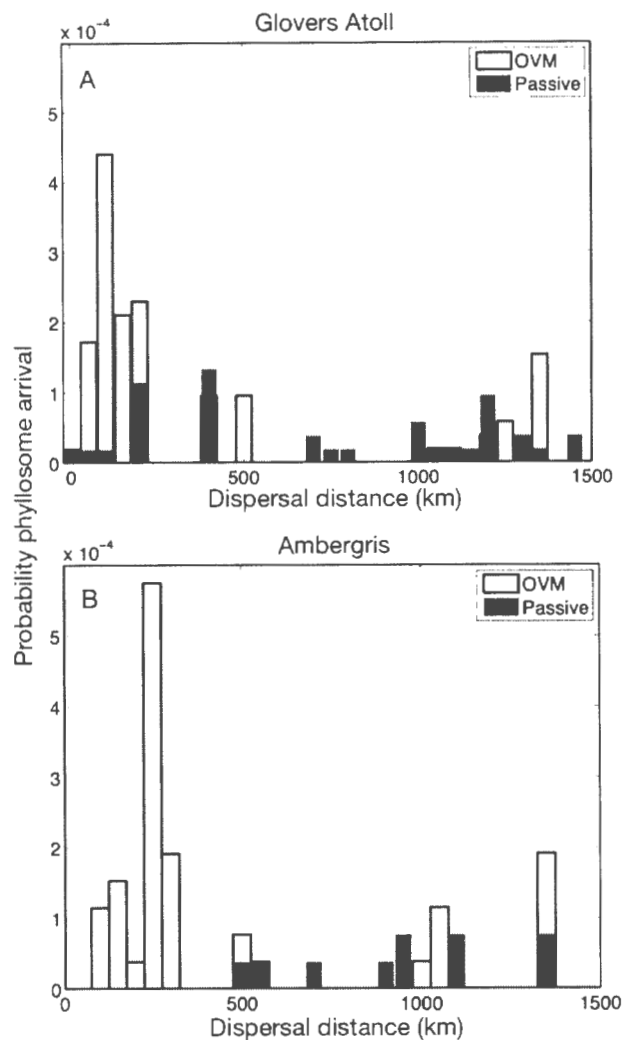 Glovers Atoll
x 10⁻⁴
A
OVM
Passive
5
4
3
2
1
0
0 500 1000 1500
Dispersal distance (km)
Probability phyllosome arrival
Ambergris
x 10⁻⁴
B
OVM
Passive
5
4
3
2
1
0
0 500 1000 1500
Dispersal distance (km)